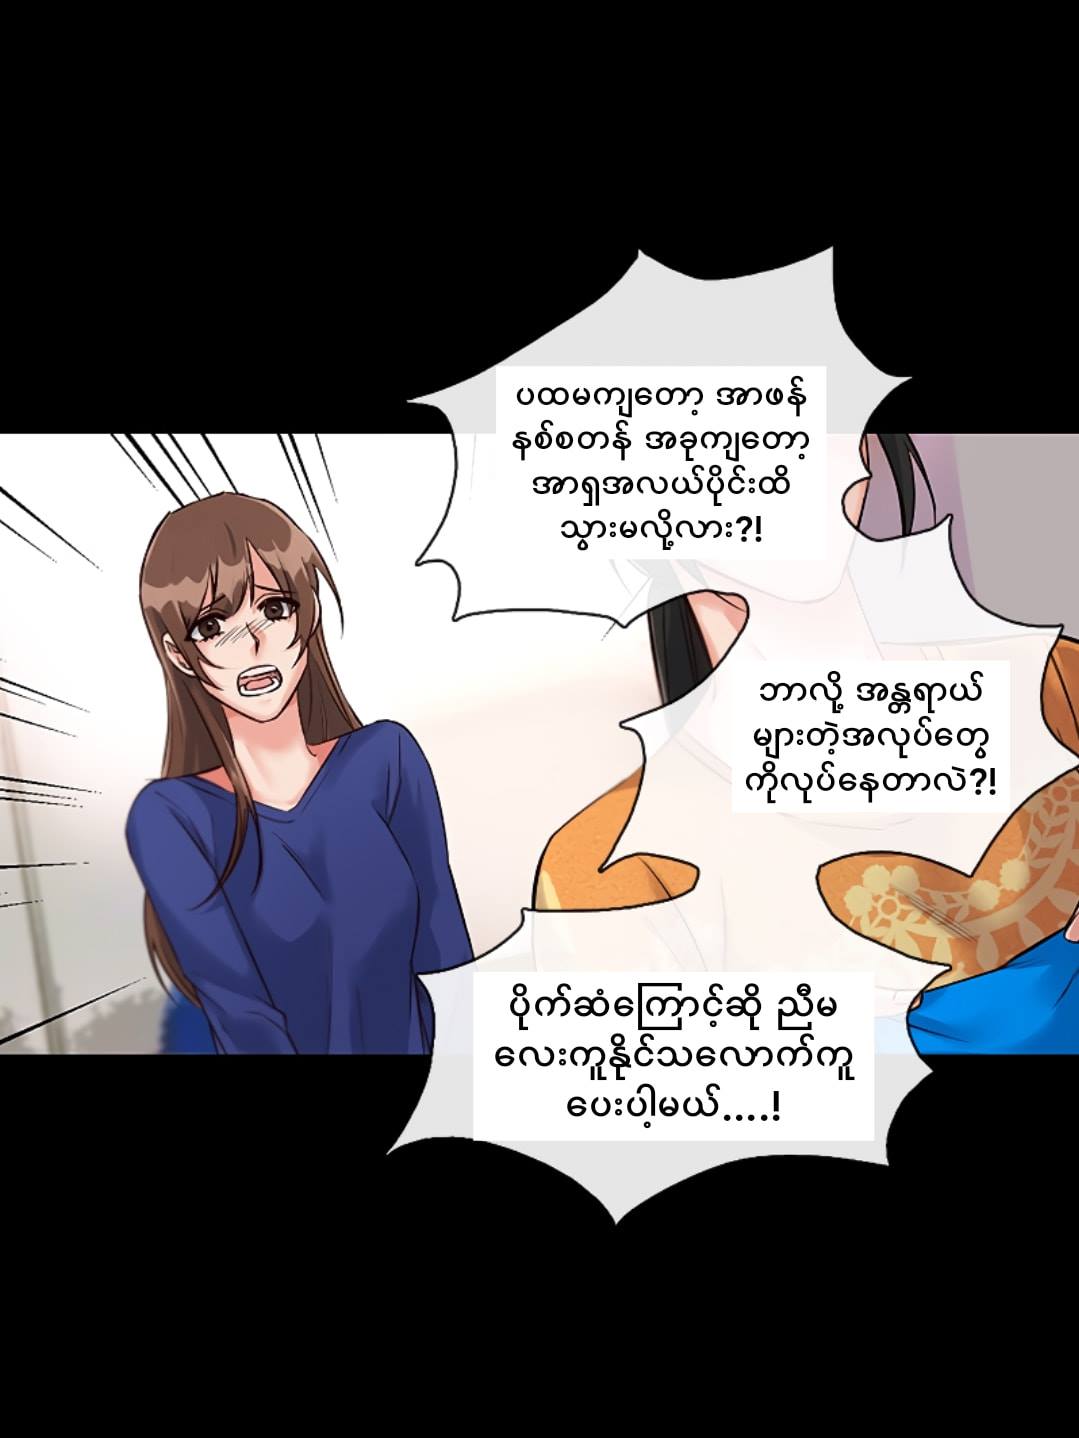 ပထမကျတော့ အာဖန်
နစ်စတန် အခုကျတော့
အာရှအလယ်ပိုင်းထိ
သွားမလို့လား?!
ဘာလို့ အန္တရာယ်
များတဲ့အလုပ်တွေ
ကိုလုပ်နေတာလဲ?!
ပိုက်ဆံကြောင့်ဆို ညီမ
လေးကူနိုင်သလောက်ကူ
ပေးပါ့မယ်....!